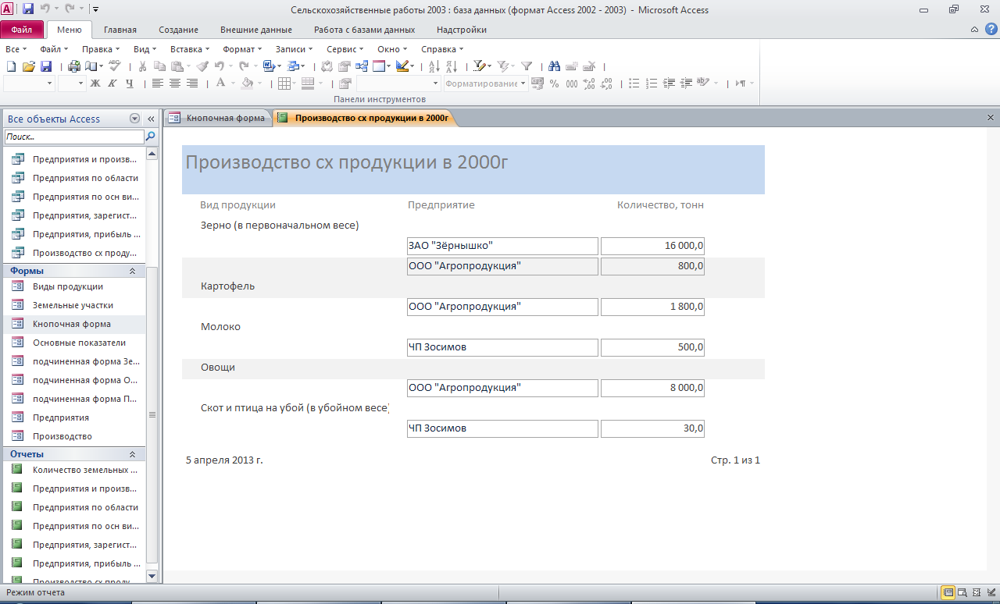 Сельскохозяйственные работы 2003 : база данных (формат Access 2002 - 2003) - Microsoft Access
Файл Меню Главная Создание Внешние данные Работа с базами данных Надстройки
Все Файл Правка Вид Вставка Формат Записи Сервис Окно Справка
Ж К Ч A Форматирование % 000
Панели инструментов
Все объекты Access «
Поиск...
Предприятия и произв...
Предприятия по области
Предприятия по осн ви...
Предприятия, зарегист...
Предприятия, прибыль ...
Производство сх проду...
Формы
Виды продукции
Земельные участки
Кнопочная форма
Основные показатели
подчиненная форма Зе...
подчиненная форма О...
подчиненная форма П...
Предприятия
Производство
Отчеты
Количество земельных ...
Предприятия и произв...
Предприятия по области
Предприятия по осн ви...
Предприятия, зарегист...
Предприятия, прибыль ...
Производство сх проду...
Кнопочная форма Производство сх продукции в 2000г
Производство сх продукции в 2000г
Вид продукции Предприятие Количество, тонн
Зерно (в первоначальном весе)
ЗАО "Зёрнышко" 16 000,0
ООО "Агропродукция" 800,0
Картофель
ООО "Агропродукция" 1 800,0
Молоко
ЧП Зосимов 500,0
Овощи
ООО "Агропродукция" 8 000,0
Скот и птица на убой (в убойном весе)
ЧП Зосимов 30,0
5 апреля 2013 г. Стр. 1 из 1
Режим отчета